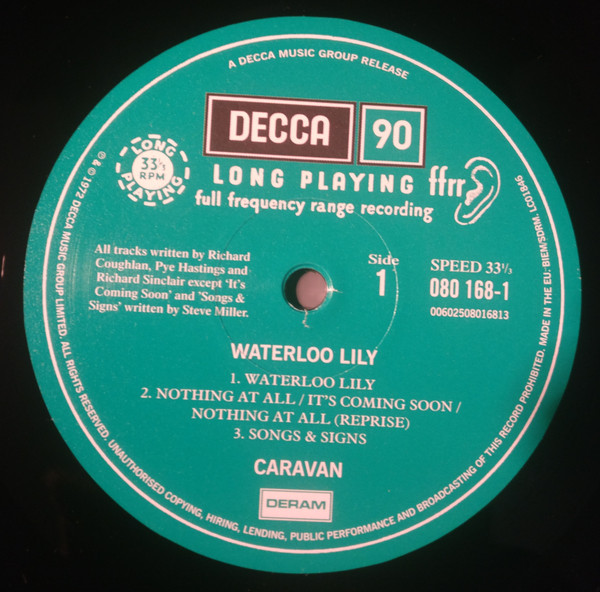 A DECCA MUSIC GROUP RELEASE
DECCA 90
LONG PLAYING 33⅓ RPM
LONG PLAYING ffrr
full frequency range recording
All tracks written by Richard
Coughlan, Pye Hastings and
Richard Sinclair except 'It's
Coming Soon' and 'Songs &
Signs' written by Steve Miller.
Side
1
SPEED 33⅓
080 168-1
00602508016813
WATERLOO LILY
1. WATERLOO LILY
2. NOTHING AT ALL / IT'S COMING SOON /
NOTHING AT ALL (REPRISE)
3. SONGS & SIGNS
CARAVAN
DERAM
℗ & © 1972 DECCA MUSIC GROUP LIMITED. ALL RIGHTS RESERVED. UNAUTHORISED COPYING, HIRING, LENDING, PUBLIC PERFORMANCE AND BROADCASTING OF THIS RECORD PROHIBITED. MADE IN THE EU. BIEM/SDRM. LC01846